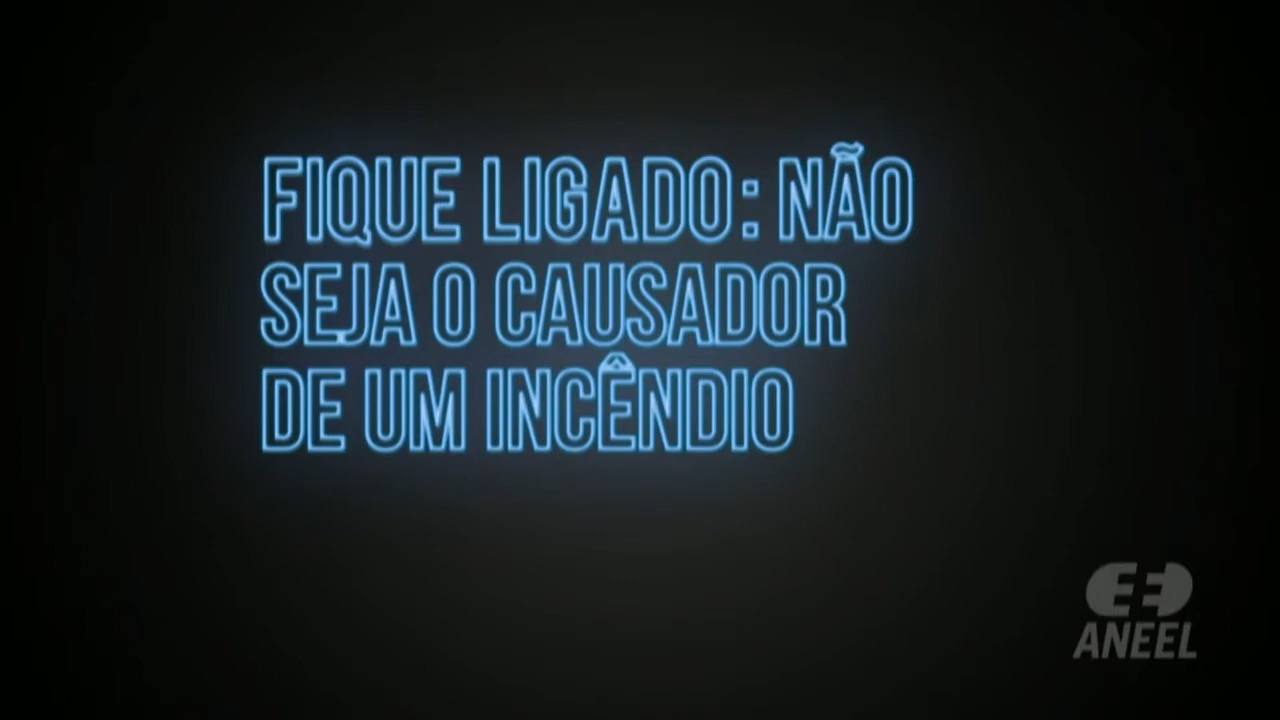 FIQUE LIGADO: NÃO
SEJA O CAUSADOR
DE UM INCÊNDIO
ANEEL